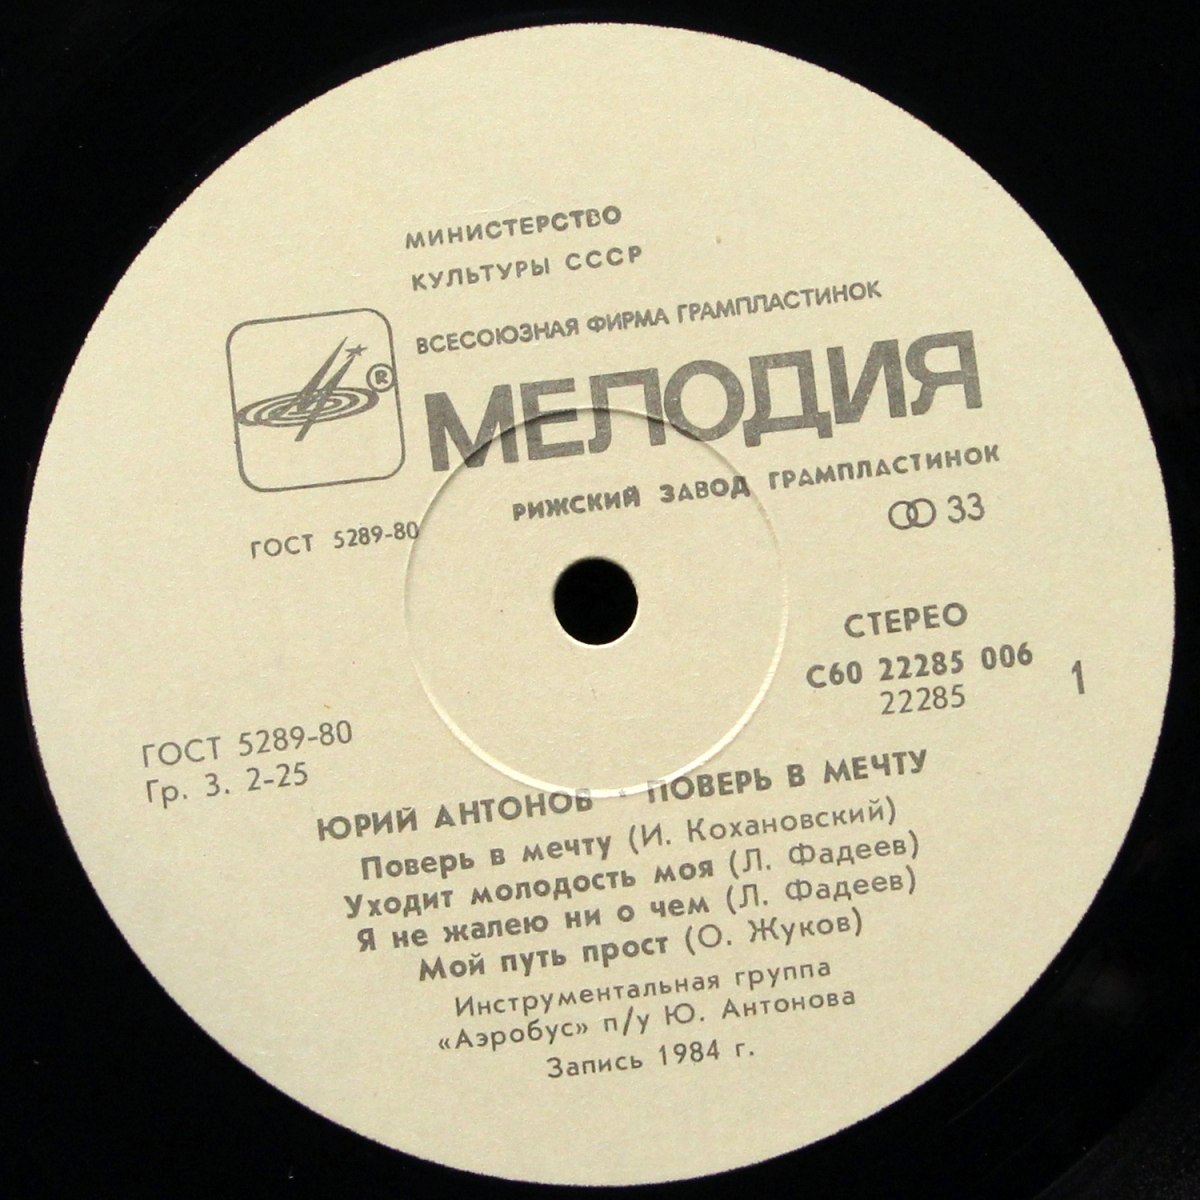 МИНИСТЕРСТВО
КУЛЬТУРЫ СССР
ВСЕСОЮЗНАЯ ФИРМА ГРАМПЛАСТИНОК
®
МЕЛОДИЯ
РИЖСКИЙ ЗАВОД ГРАМПЛАСТИНОК
ГОСТ 5289-80
33
СТЕРЕО
С60 22285 006
22285
1
ГОСТ 5289-80
Гр. 3. 2-25
ЮРИЙ АНТОНОВ · ПОВЕРЬ В МЕЧТУ
Поверь в мечту (И. Кохановский)
Уходит молодость моя (Л. Фадеев)
Я не жалею ни о чем (Л. Фадеев)
Мой путь прост (О. Жуков)
Инструментальная группа
«Аэробус» п/у Ю. Антонова
Запись 1984 г.